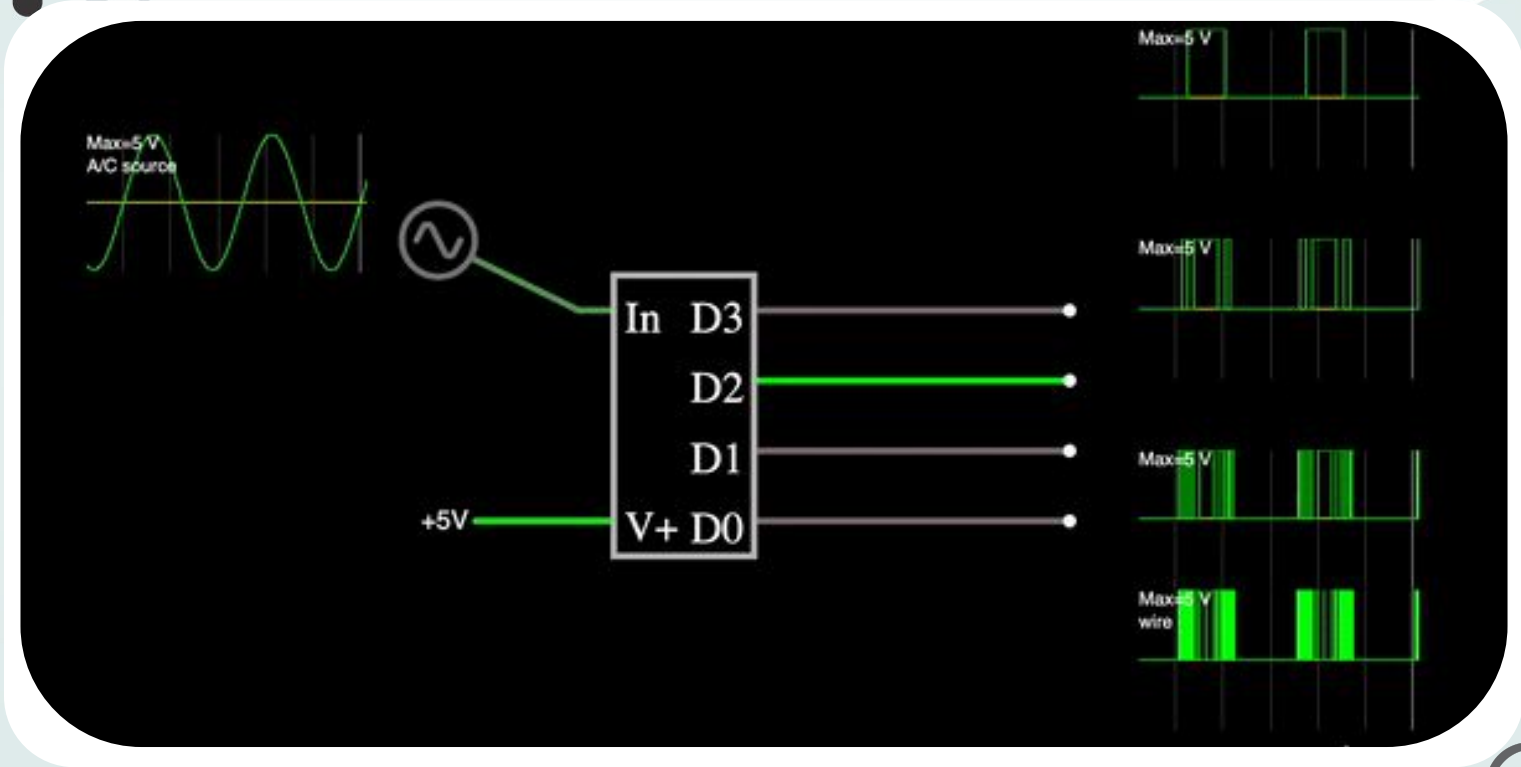 Max=5 V
A/C source
In
V+
+5V
D3
D2
D1
D0
Max=5 V
Max=5 V
Max=5 V
Max=5 V
wire